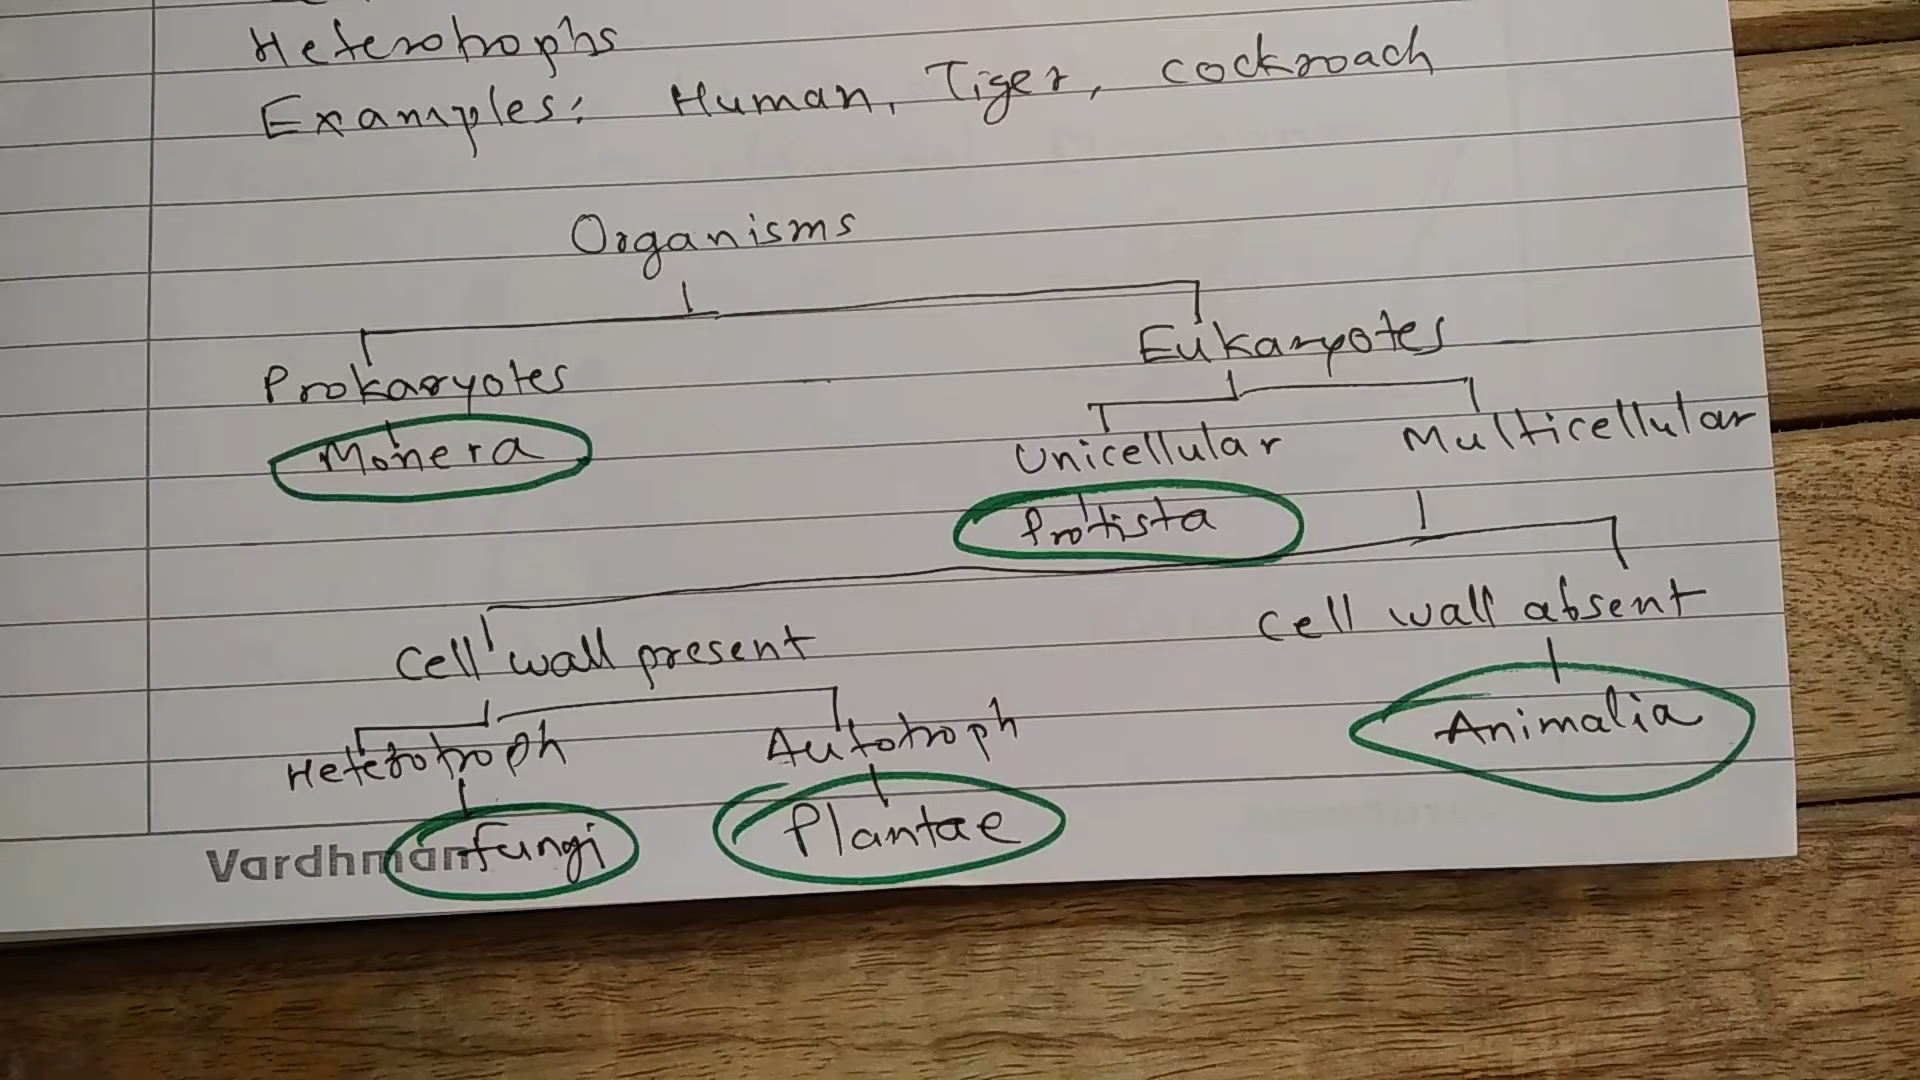 Heterotrophs
Examples: Human, Tiger, cockroach
Organisms
Prokaryotes Eukaryotes
Monera Unicellular Multicellular
Protista
Cell wall present Cell wall absent
Heterotroph Autotroph Animalia
Fungi Plantae
Vardhman